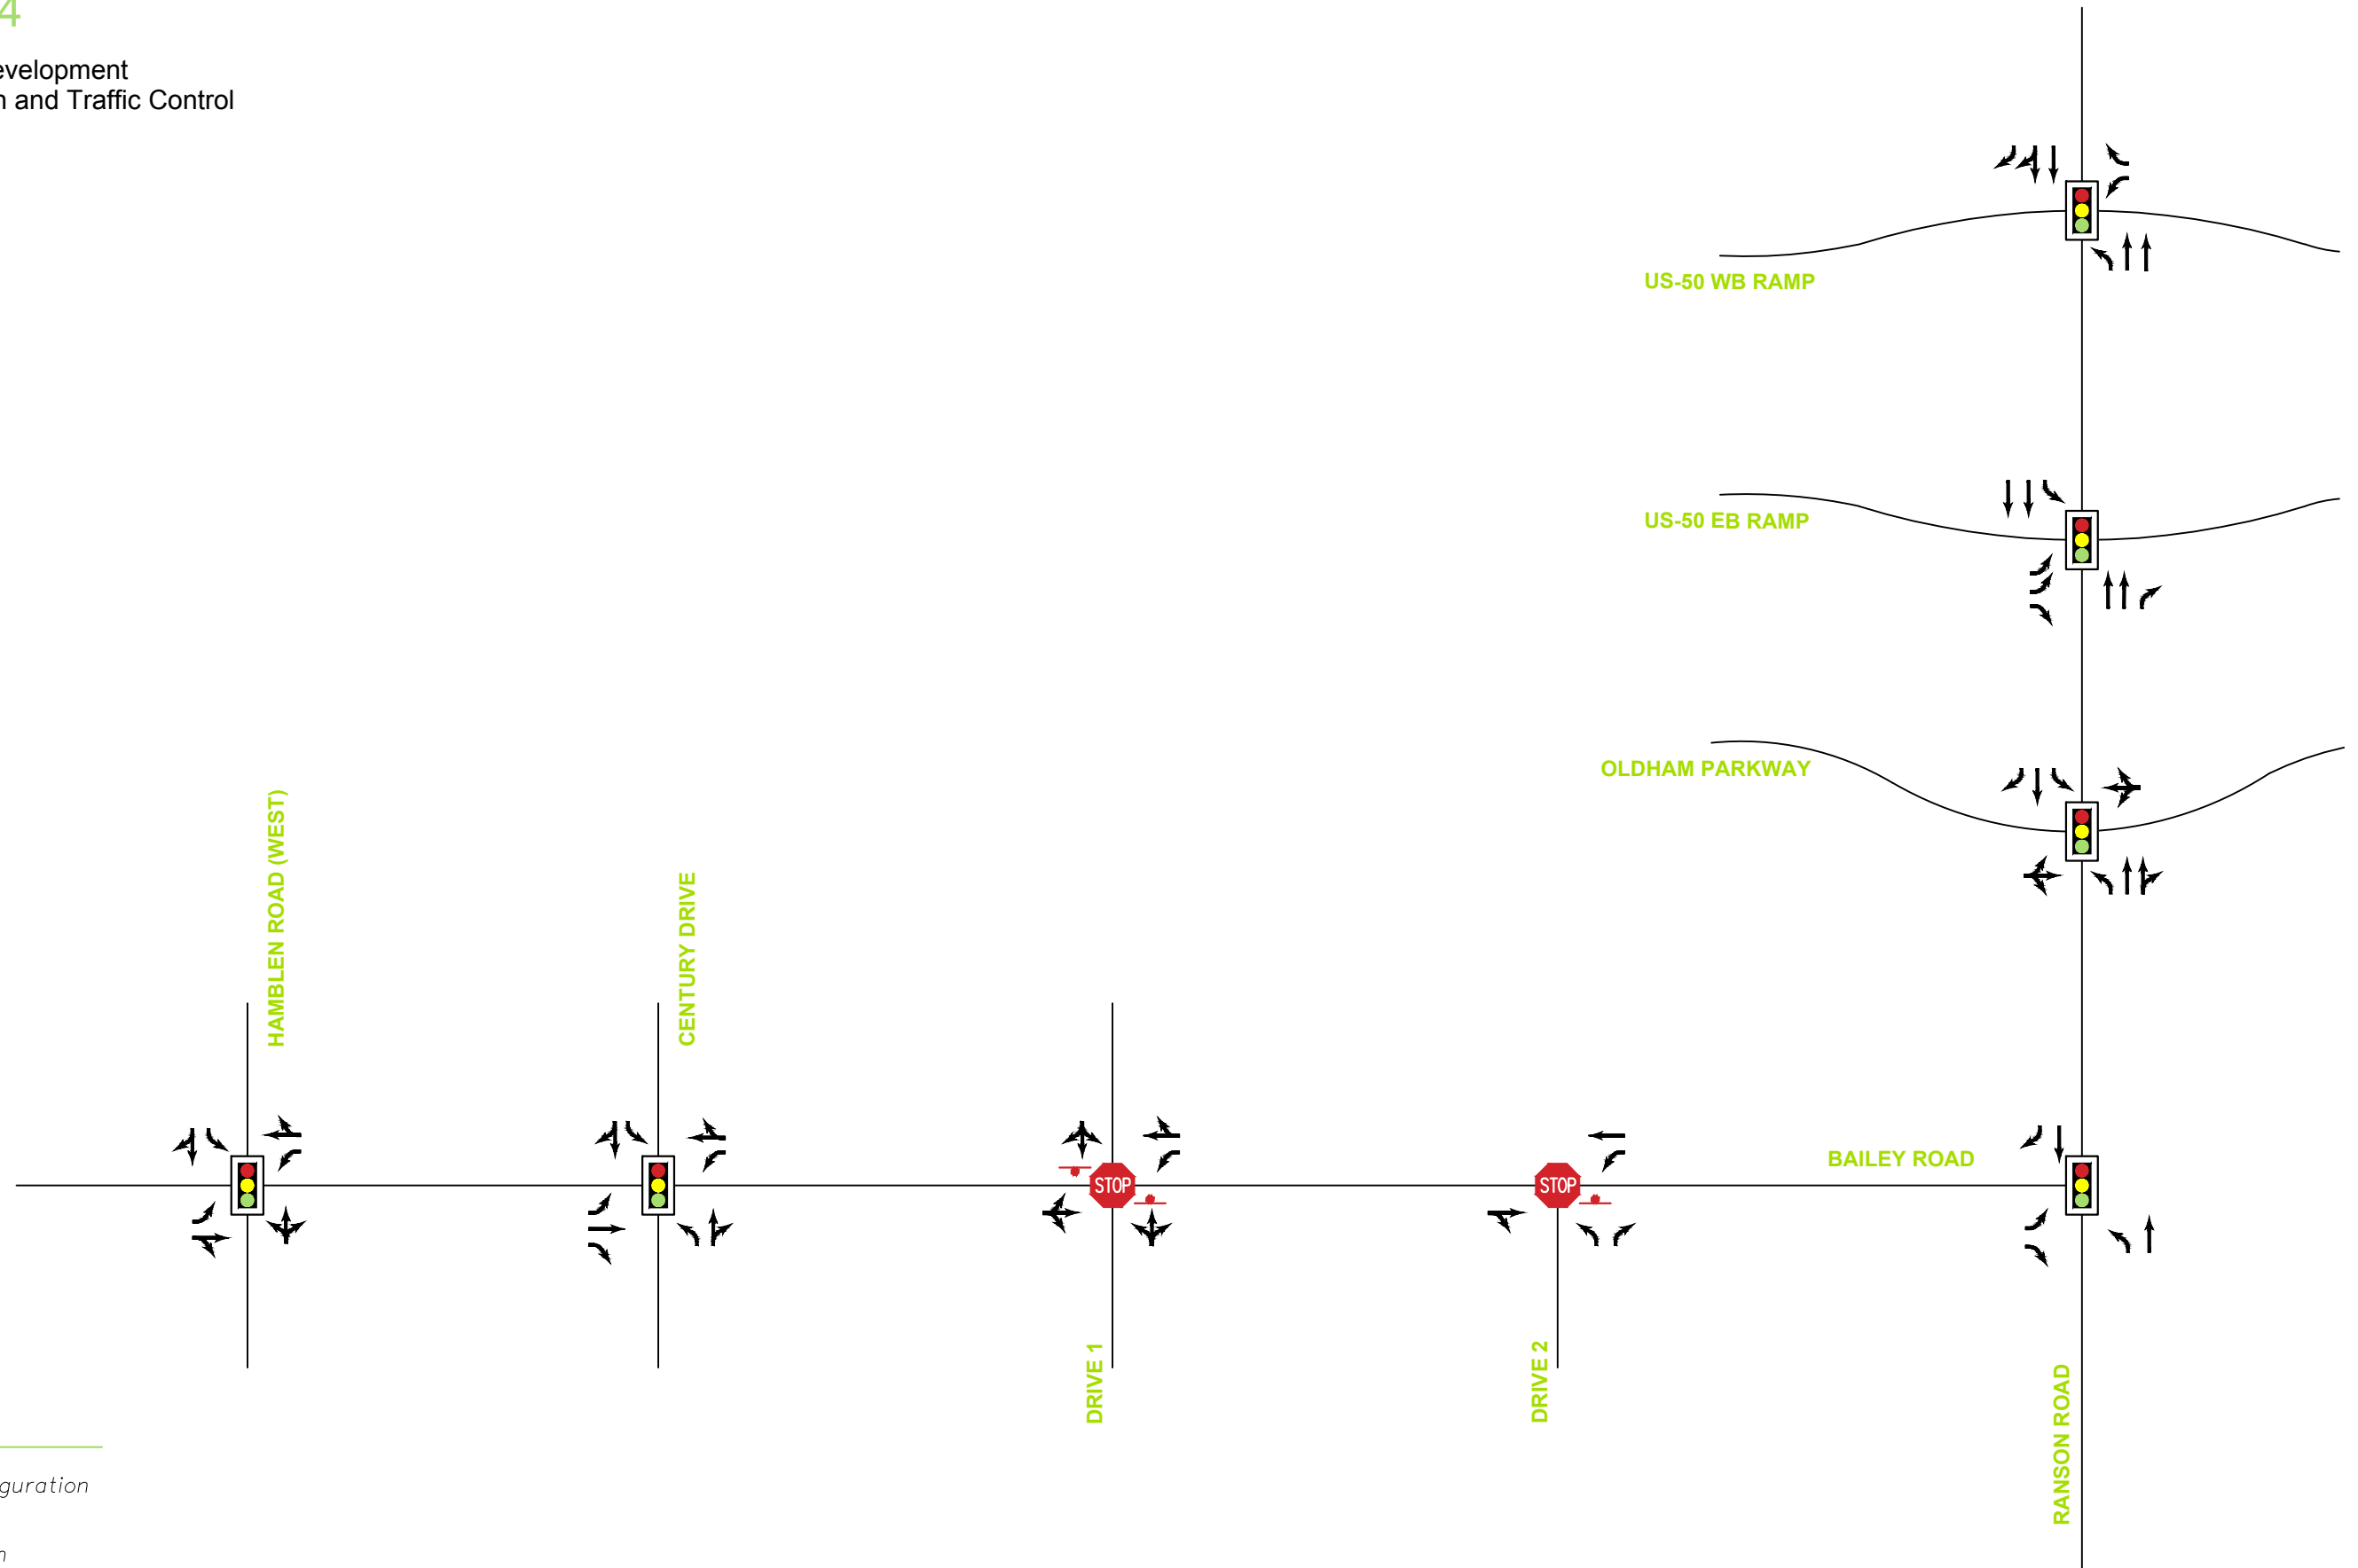 4
evelopment
n and Traffic Control
US-50 WB RAMP
US-50 EB RAMP
OLDHAM PARKWAY
HAMBLEN ROAD (WEST)
CENTURY DRIVE
STOP
STOP
BAILEY ROAD
DRIVE 1
DRIVE 2
RANSON ROAD
guration
n